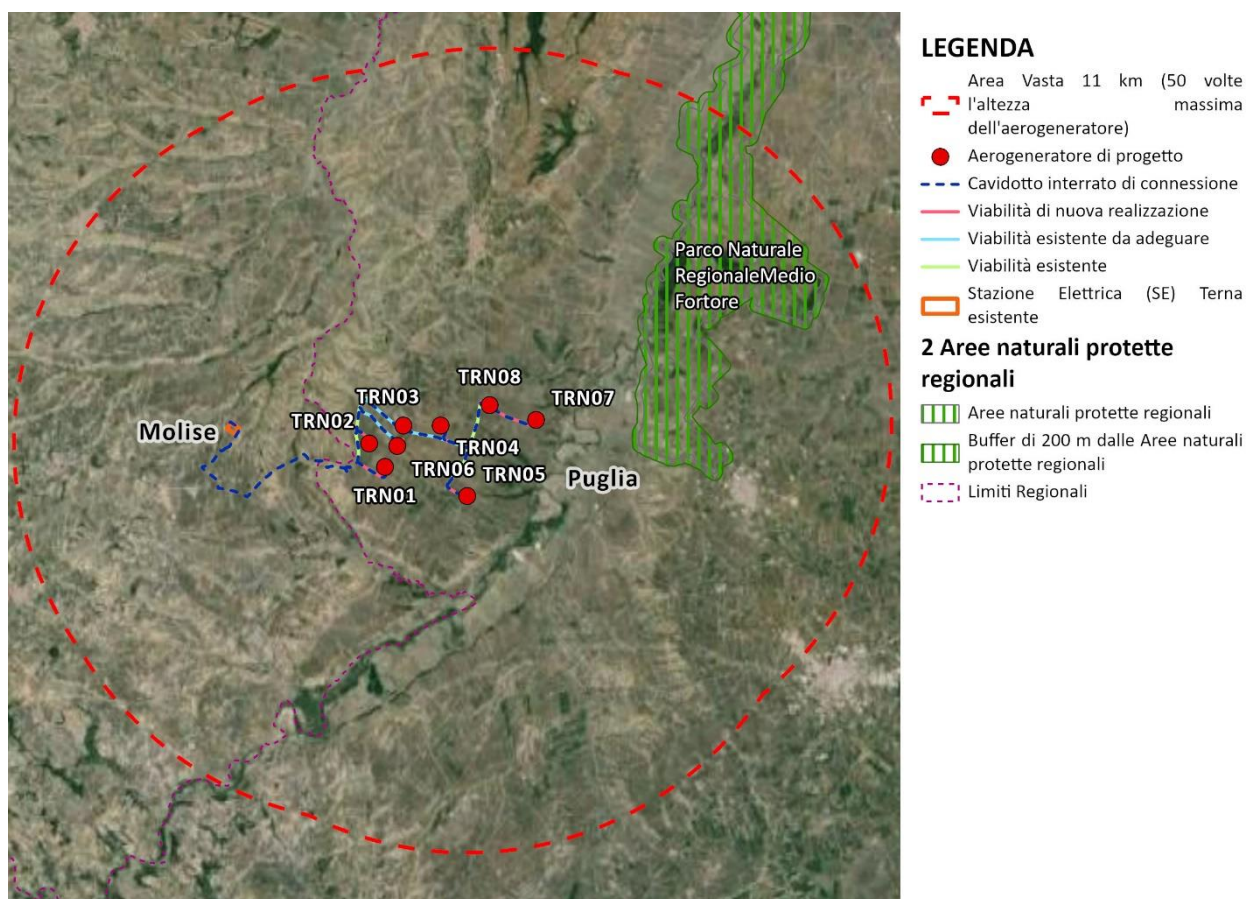 Parco Naturale
RegionaleMedio
Fortore
TRN08
TRN03
TRN07
TRN02
Molise
TRN04
TRN06
TRN05
Puglia
TRN01
LEGENDA
Area Vasta 11 km (50 volte
l'altezza massima
dell'aerogeneratore)
Aerogeneratore di progetto
Cavidotto interrato di connessione
Viabilità di nuova realizzazione
Viabilità esistente da adeguare
Viabilità esistente
Stazione Elettrica (SE) Terna
esistente
2 Aree naturali protette
regionali
Aree naturali protette regionali
Buffer di 200 m dalle Aree naturali
protette regionali
Limiti Regionali